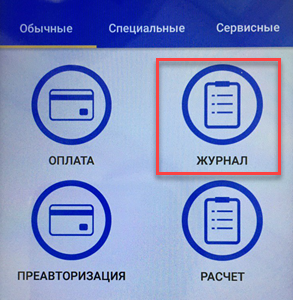 Обычные Специальные Сервисные
ОПЛАТА ЖУРНАЛ
ПРЕАВТОРИЗАЦИЯ РАСЧЕТ